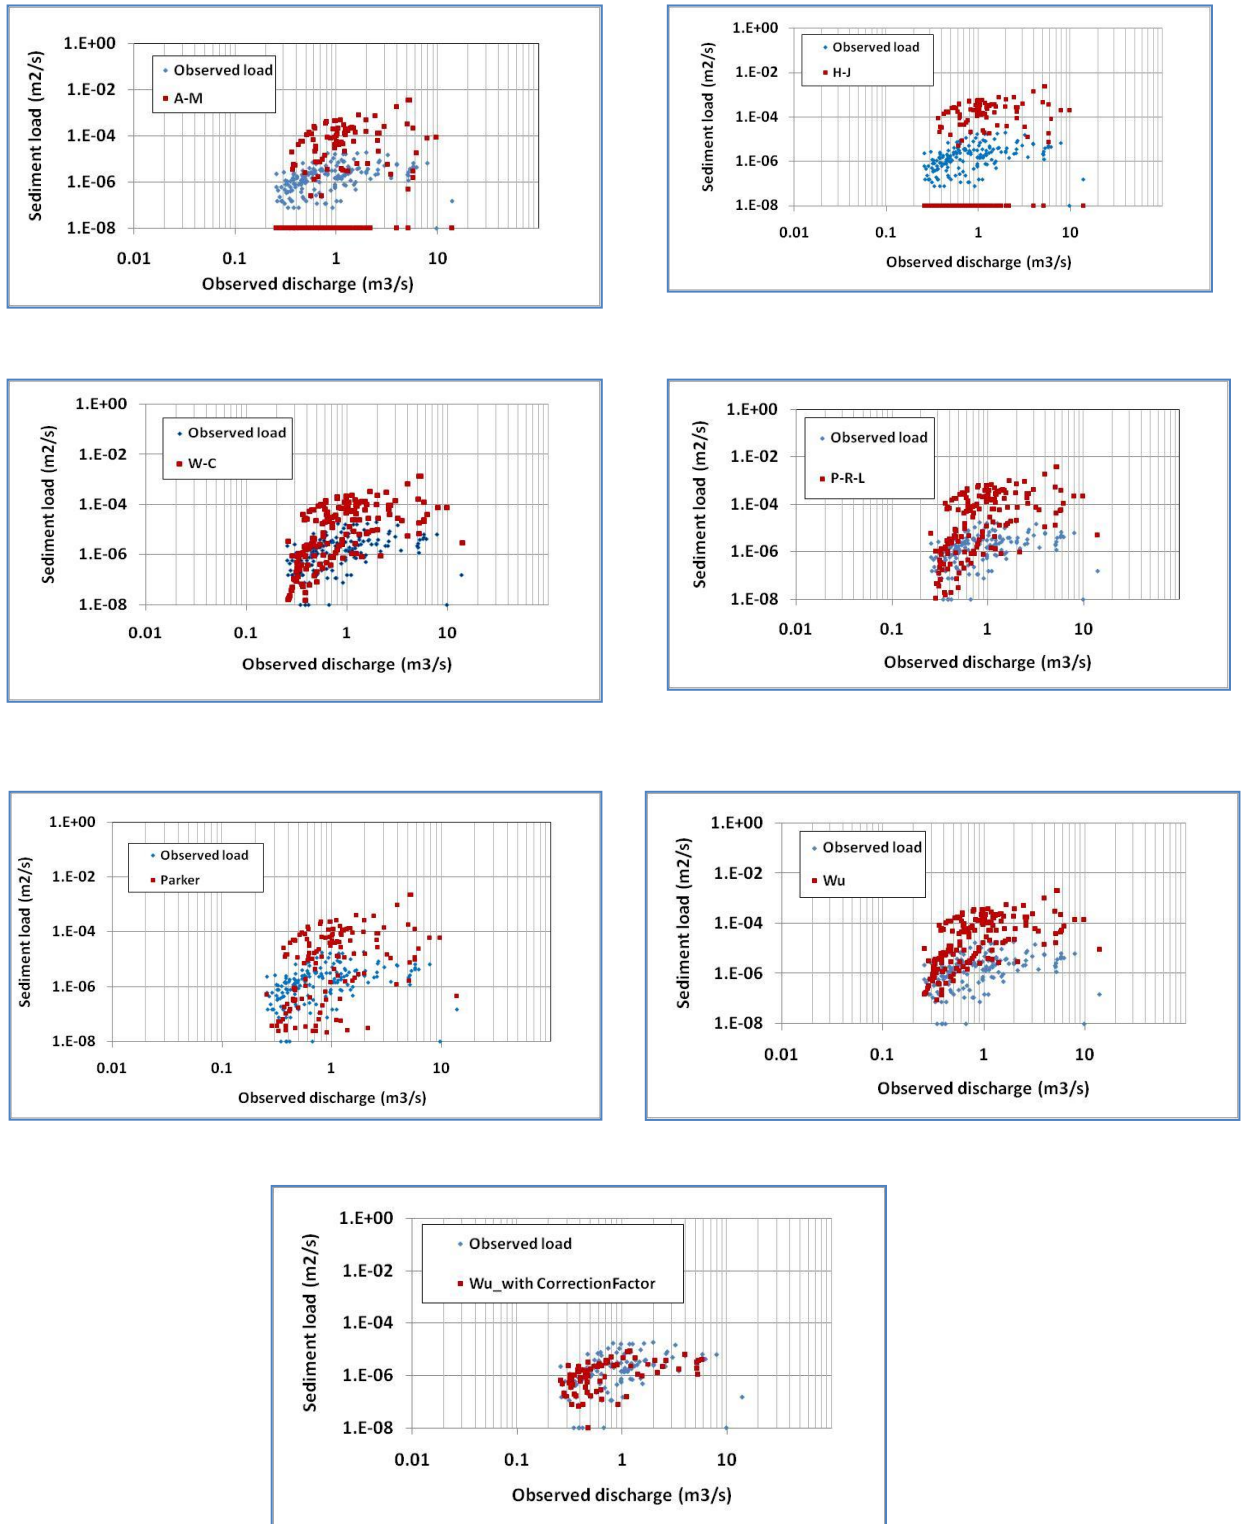 1.E+00
1.E-02
1.E-04
1.E-06
1.E-08
Sediment load (m2/s)
Observed load
A-M
0.01 0.1 1 10
Observed discharge (m3/s)
1.E+00
1.E-02
1.E-04
1.E-06
1.E-08
Sediment load (m2/s)
Observed load
H-J
0.01 0.1 1 10
Observed discharge (m3/s)
1.E+00
1.E-02
1.E-04
1.E-06
1.E-08
Sediment load (m2/s)
Observed load
W-C
0.01 0.1 1 10
Observed discharge (m3/s)
1.E+00
1.E-02
1.E-04
1.E-06
1.E-08
Sediment load (m2/s)
Observed load
P-R-L
0.01 0.1 1 10
Observed discharge (m3/s)
1.E+00
1.E-02
1.E-04
1.E-06
1.E-08
Sediment load (m2/s)
Observed load
Parker
0.01 0.1 1 10
Observed discharge (m3/s)
1.E+00
1.E-02
1.E-04
1.E-06
1.E-08
Sediment load (m2/s)
Observed load
Wu
0.01 0.1 1 10
Observed discharge (m3/s)
1.E+00
1.E-02
1.E-04
1.E-06
1.E-08
Sediment load (m2/s)
Observed load
Wu_with CorrectionFactor
0.01 0.1 1 10
Observed discharge (m3/s)